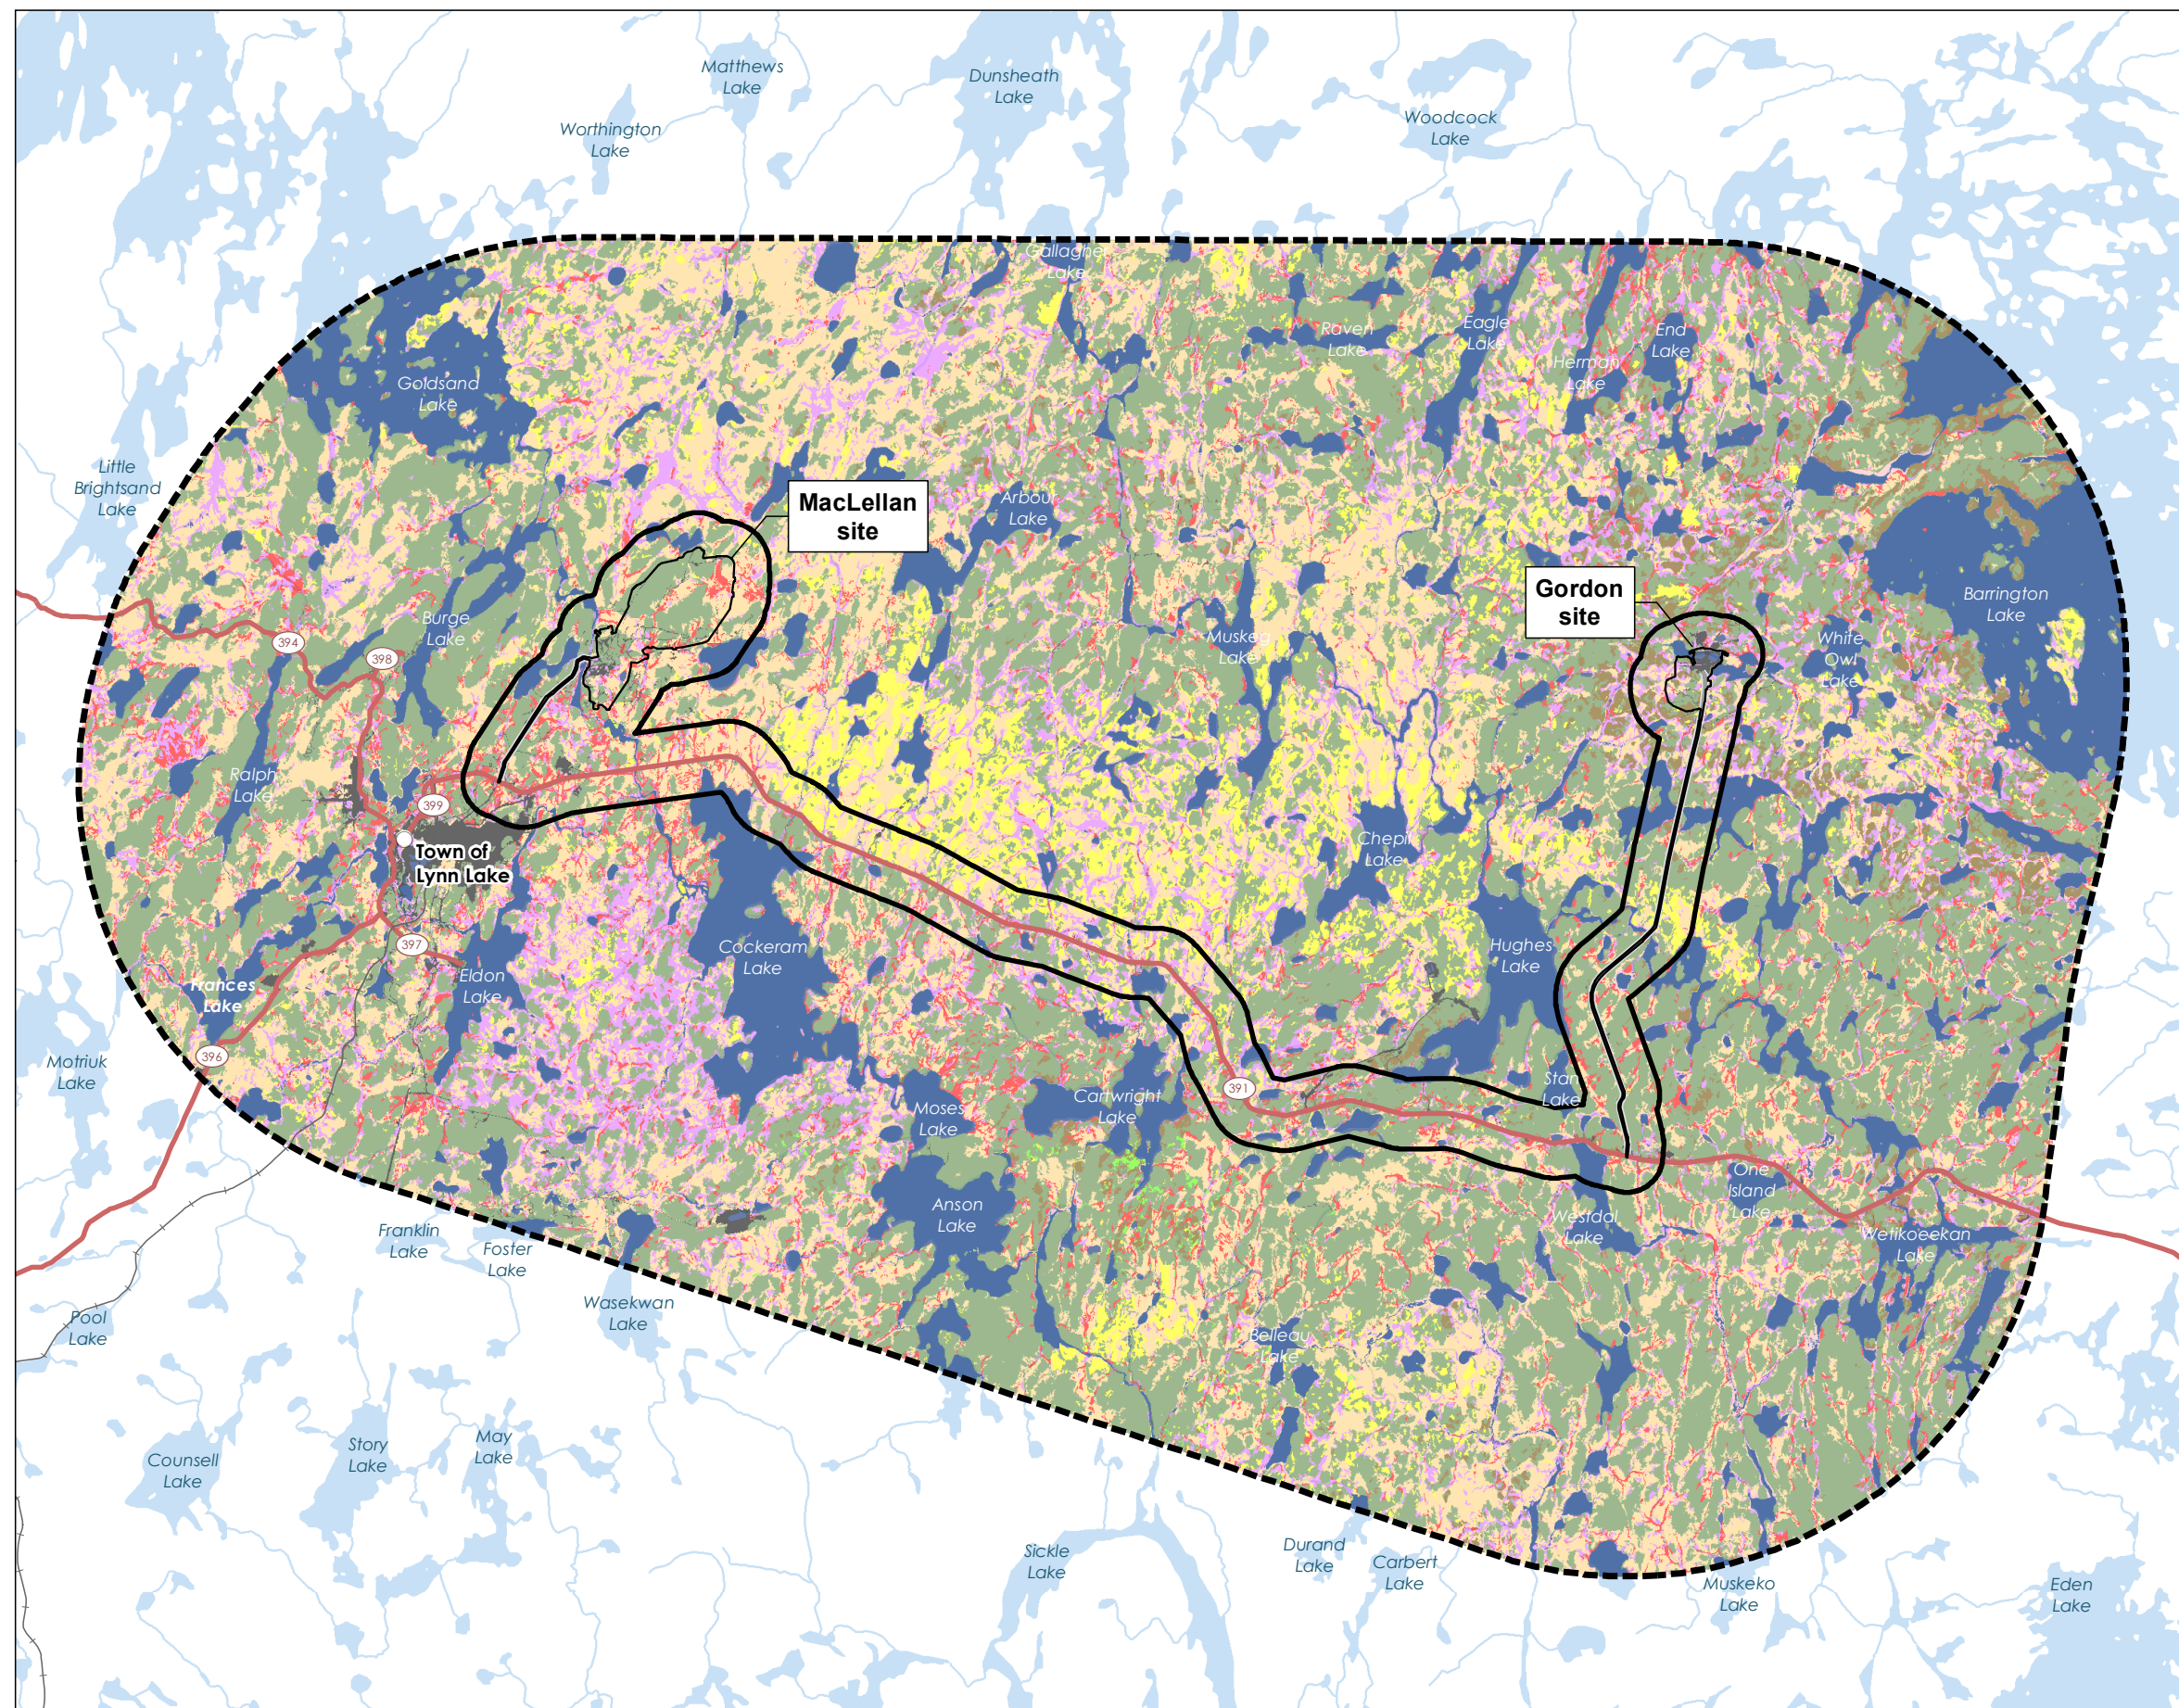 Matthews
Lake
Dunsheath
Lake
Worthington
Lake
Woodcock
Lake
Gallagher
Lake
Raven
Lake
Eagle
Lake
End
Lake
Herman
Lake
Goldsand
Lake
Little
Brightsand
Lake
MacLellan
site
Arbour
Lake
Gordon
site
Barrington
Lake
Burge
Lake
394
398
Muskeg
Lake
White
Owl
Lake
Ralph
Lake
399
Town of
Lynn Lake
Chepil
Lake
Cockeram
Lake
Hughes
Lake
397
Eldon
Lake
Frances
Lake
396
Motriuk
Lake
391
Stan
Lake
Moses
Lake
Cartwright
Lake
One
Island
Lake
Anson
Lake
Westdal
Lake
Wetikoeekan
Lake
Franklin
Lake
Foster
Lake
Wasekwan
Lake
Pool
Lake
Belleau
Lake
Counsell
Lake
Story
Lake
May
Lake
Sickle
Lake
Durand
Lake
Carbert
Lake
Muskeko
Lake
Eden
Lake